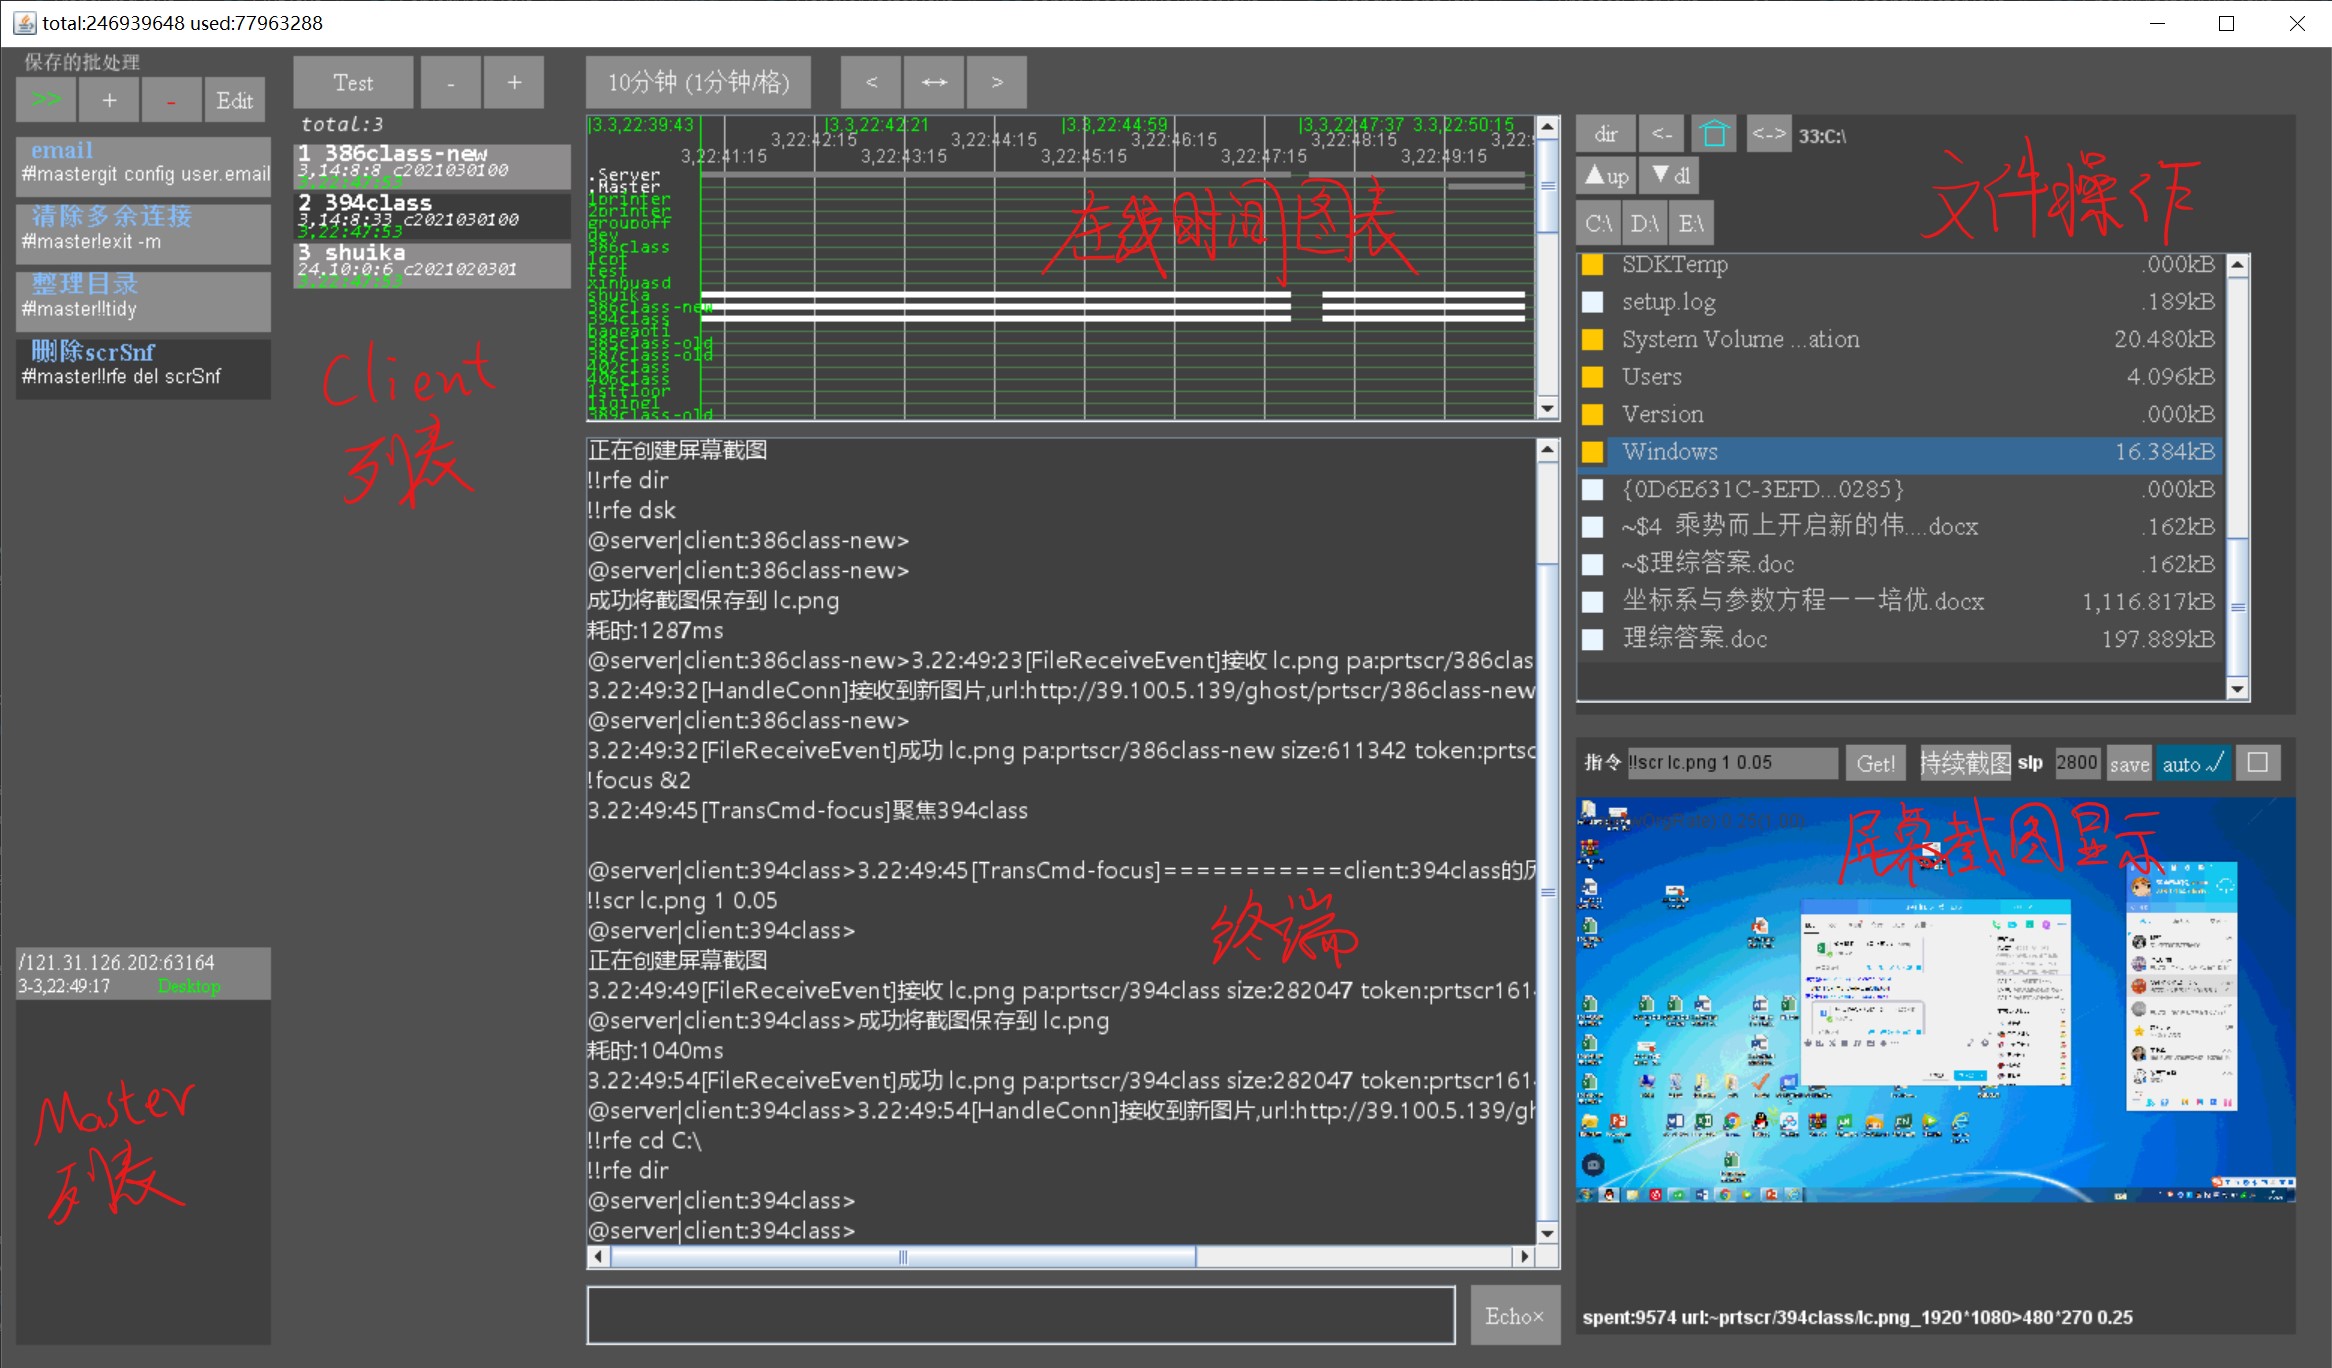 total:246939648 used:77963288
保存的批处理
>> + - Edit
email
#!mastergit config user.email
清除多余连接
#!master!exit -m
整理目录
#!master!!tidy
删除scrSnf
#!master!!rfe del scrSnf
/121.31.126.202:63164
3-3,22:49:17 Desktop
Master
列表
Test - +
total:3
1 386class-new
3,14:8:8 c2021030100
3,22:47:53
2 394class
3,14:8:33 c2021030100
3,22:47:53
3 shuika
24,10:0:6 c2021020301
3,22:47:53
Client
列表
10分钟 (1分钟/格) < <-> >
|3.3,22:39:43 |3.3,22:42:21 |3.3,22:44:59 |3.3,22:47:37 3.3,22:50:15
3,22:42:15 3,22:44:15 3,22:46:15 3,22:48:15
3,22:41:15 3,22:43:15 3,22:45:15 3,22:47:15 3,22:49:15
.Server
.Master
1printer
2printer
groupoff
dev
386class
1cpt
test
xinhuasd
shuika
386class-new
394class
baogaoti
385class-old
387class-old
402class
406class
1stfloor
liqing1
389class-old
在线时间图表
正在创建屏幕截图
!!rfe dir
!!rfe dsk
@server|client:386class-new>
@server|client:386class-new>
成功将截图保存到 lc.png
耗时:1287ms
@server|client:386class-new>3.22:49:23[FileReceiveEvent]接收 lc.png pa:prtscr/386clas
3.22:49:32[HandleConn]接收到新图片,url:http://39.100.5.139/ghost/prtscr/386class-new
@server|client:386class-new>
3.22:49:32[FileReceiveEvent]成功 lc.png pa:prtscr/386class-new size:611342 token:prtsc
!focus &2
3.22:49:45[TransCmd-focus]聚焦394class
@server|client:394class>3.22:49:45[TransCmd-focus]============client:394class的历
!!scr lc.png 1 0.05
@server|client:394class>
正在创建屏幕截图
3.22:49:49[FileReceiveEvent]接收 lc.png pa:prtscr/394class size:282047 token:prtscr161
@server|client:394class>成功将截图保存到 lc.png
耗时:1040ms
3.22:49:54[FileReceiveEvent]成功 lc.png pa:prtscr/394class size:282047 token:prtscr161
@server|client:394class>3.22:49:54[HandleConn]接收到新图片,url:http://39.100.5.139/gh
!!rfe cd C:\
!!rfe dir
@server|client:394class>
@server|client:394class>
终端
Echo×
dir <- <-> 33:C:\
▲up ▼dl
C:\ D:\ E:\
文件操作
SDKTemp .000kB
setup.log .189kB
System Volume ...ation 20.480kB
Users 4.096kB
Version .000kB
Windows 16.384kB
{0D6E631C-3EFD...0285} .000kB
~$4 乘势而上开启新的伟....docx .162kB
~$理综答案.doc .162kB
坐标系与参数方程——培优.docx 1,116.817kB
理综答案.doc 197.889kB
指令 !!scr lc.png 1 0.05 Get! 持续截图 slp 2800 save auto✓ □
屏幕截图显示
spent:9574 url:~prtscr/394class/lc.png_1920*1080>480*270 0.25